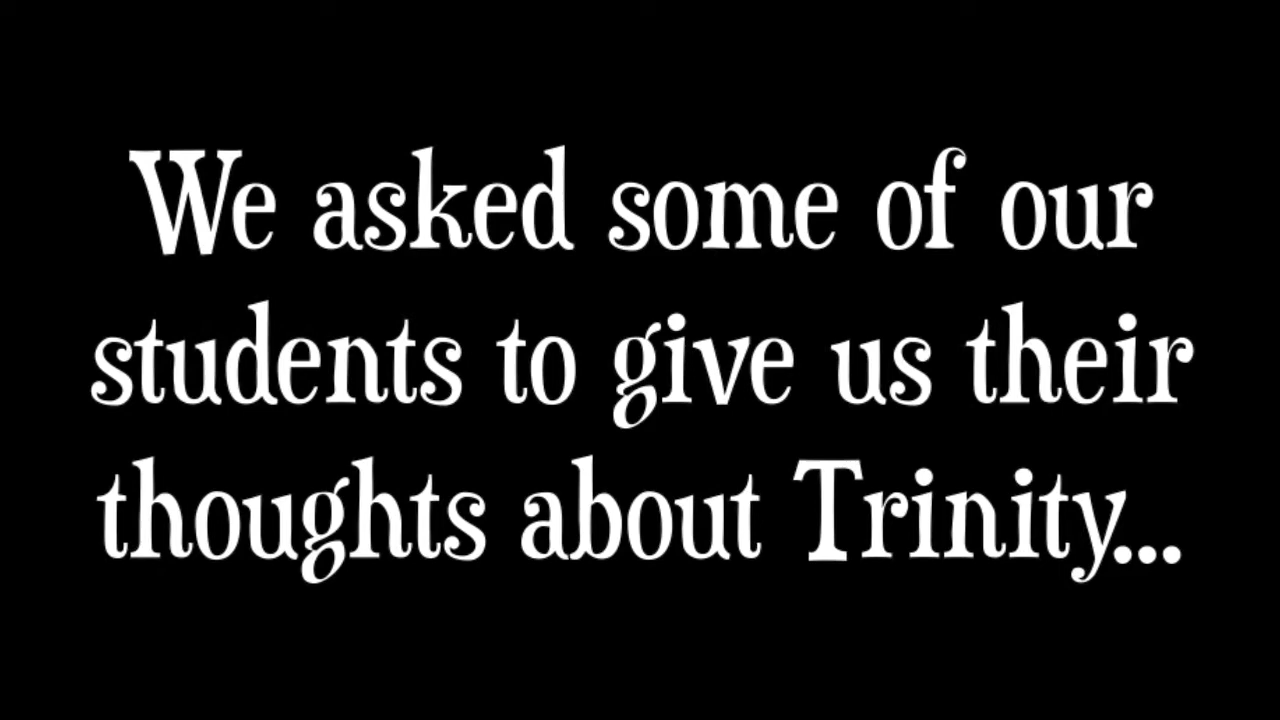 We asked some of our
students to give us their
thoughts about Trinity...